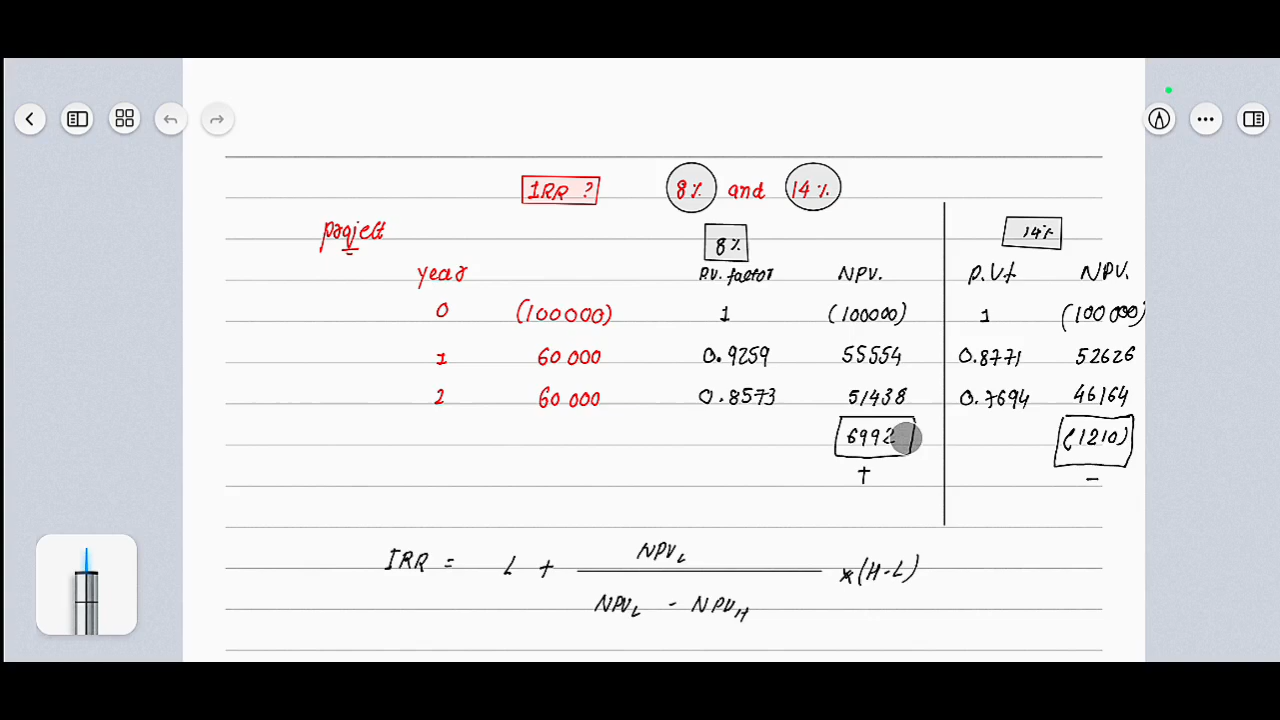 IRR ? 8% and 14%
project
8% 14%
year P.V. factor NPV. P.V.f NPV.
0 (100000) 1 (100000) 1 (100000)
1 60 000 0.9259 55554 0.8771 52626
2 60 000 0.8573 51438 0.7694 46164
6992 (1210)
+ -
IRR = L + NPVL / NPVL - NPVH × (H-L)